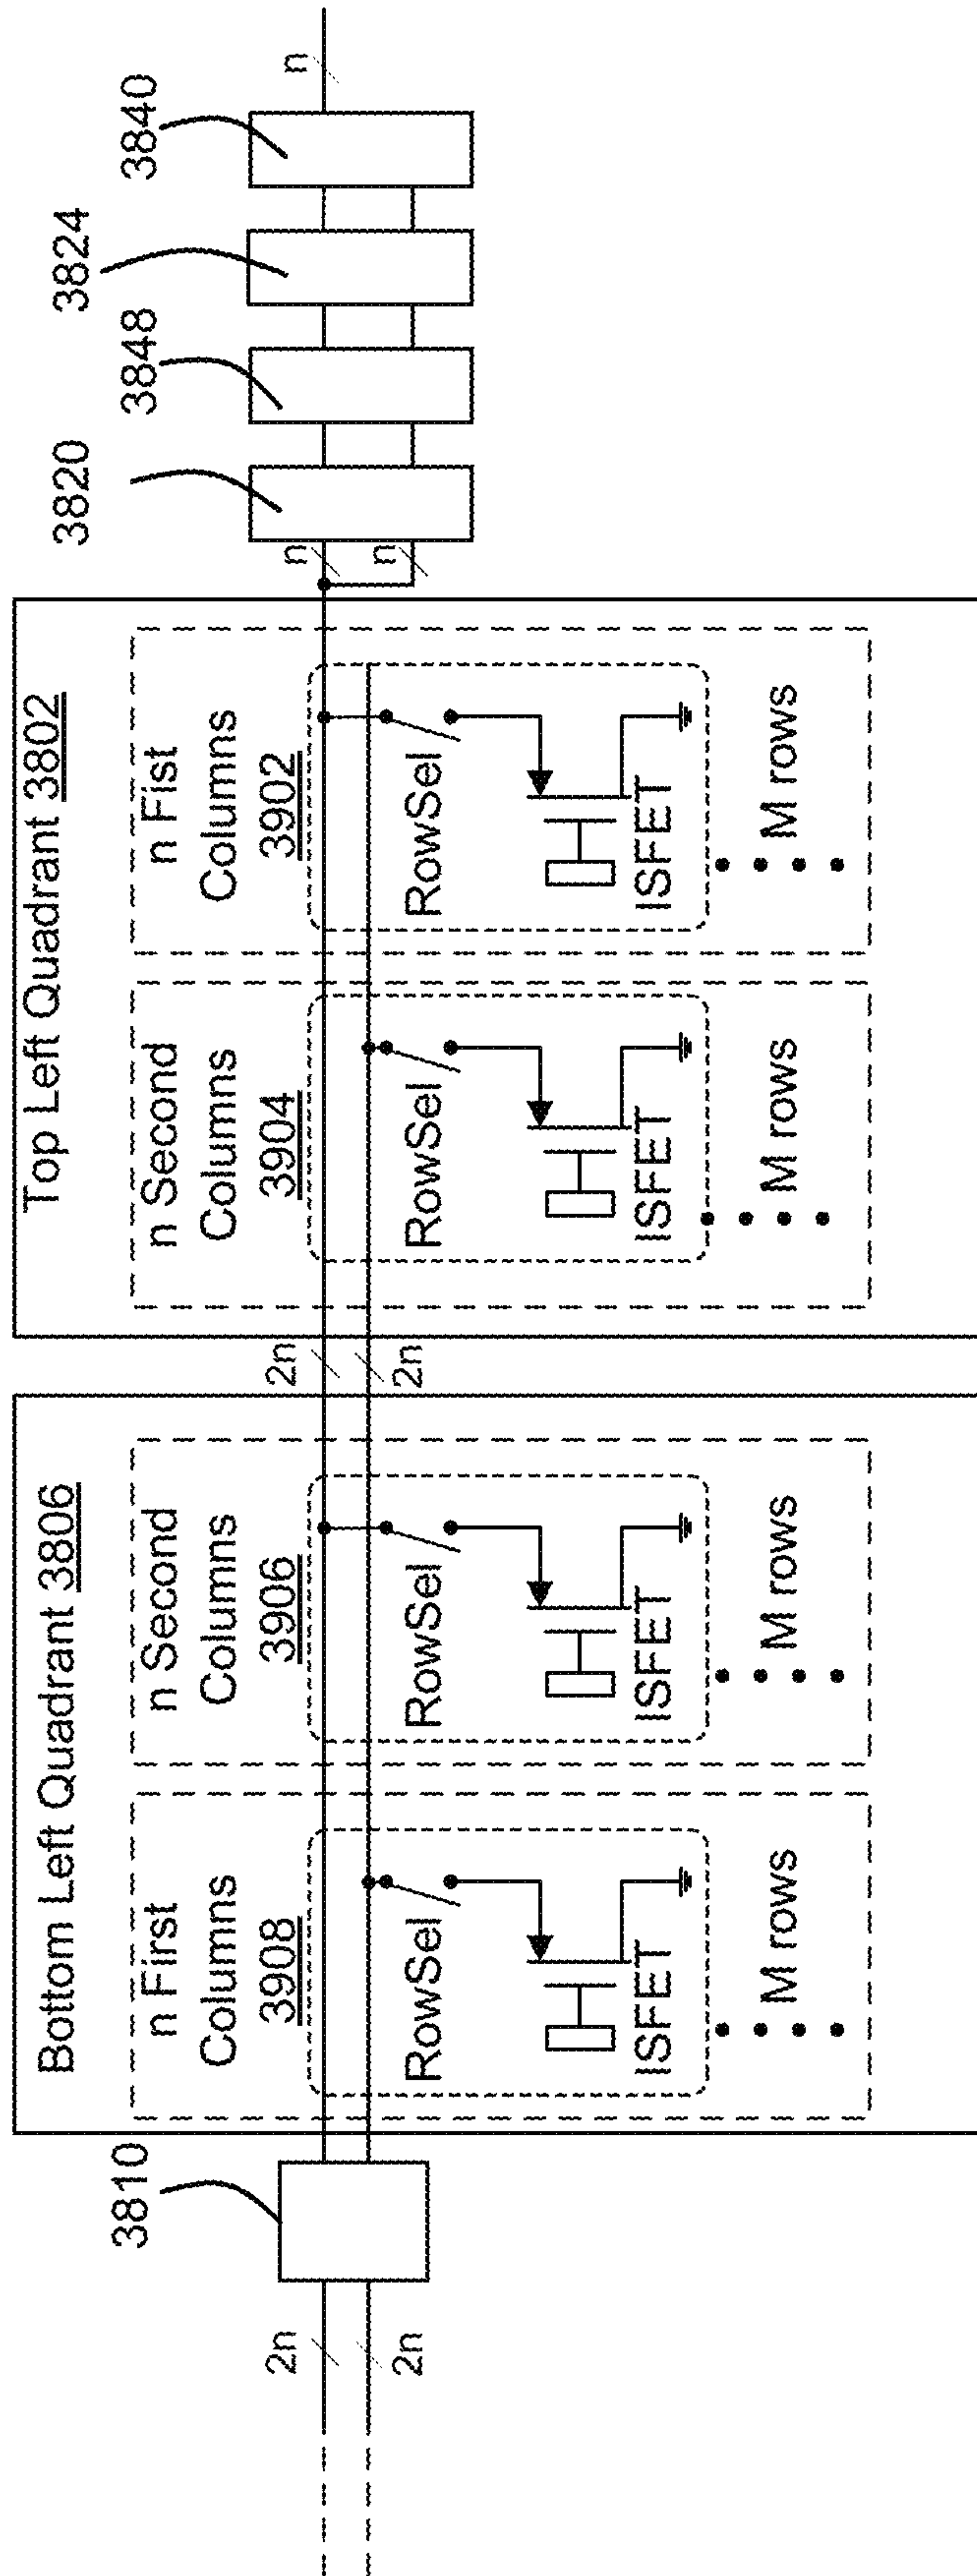 Bottom Left Quadrant 3806
Top Left Quadrant 3802
3810
n First
Columns
3908
RowSel
ISFET
M rows
n Second
Columns
3906
RowSel
ISFET
M rows
n Second
Columns
3904
RowSel
ISFET
M rows
n Fist
Columns
3902
RowSel
ISFET
M rows
2n
2n
2n
2n
n
n
3820
3848
3824
3840
n